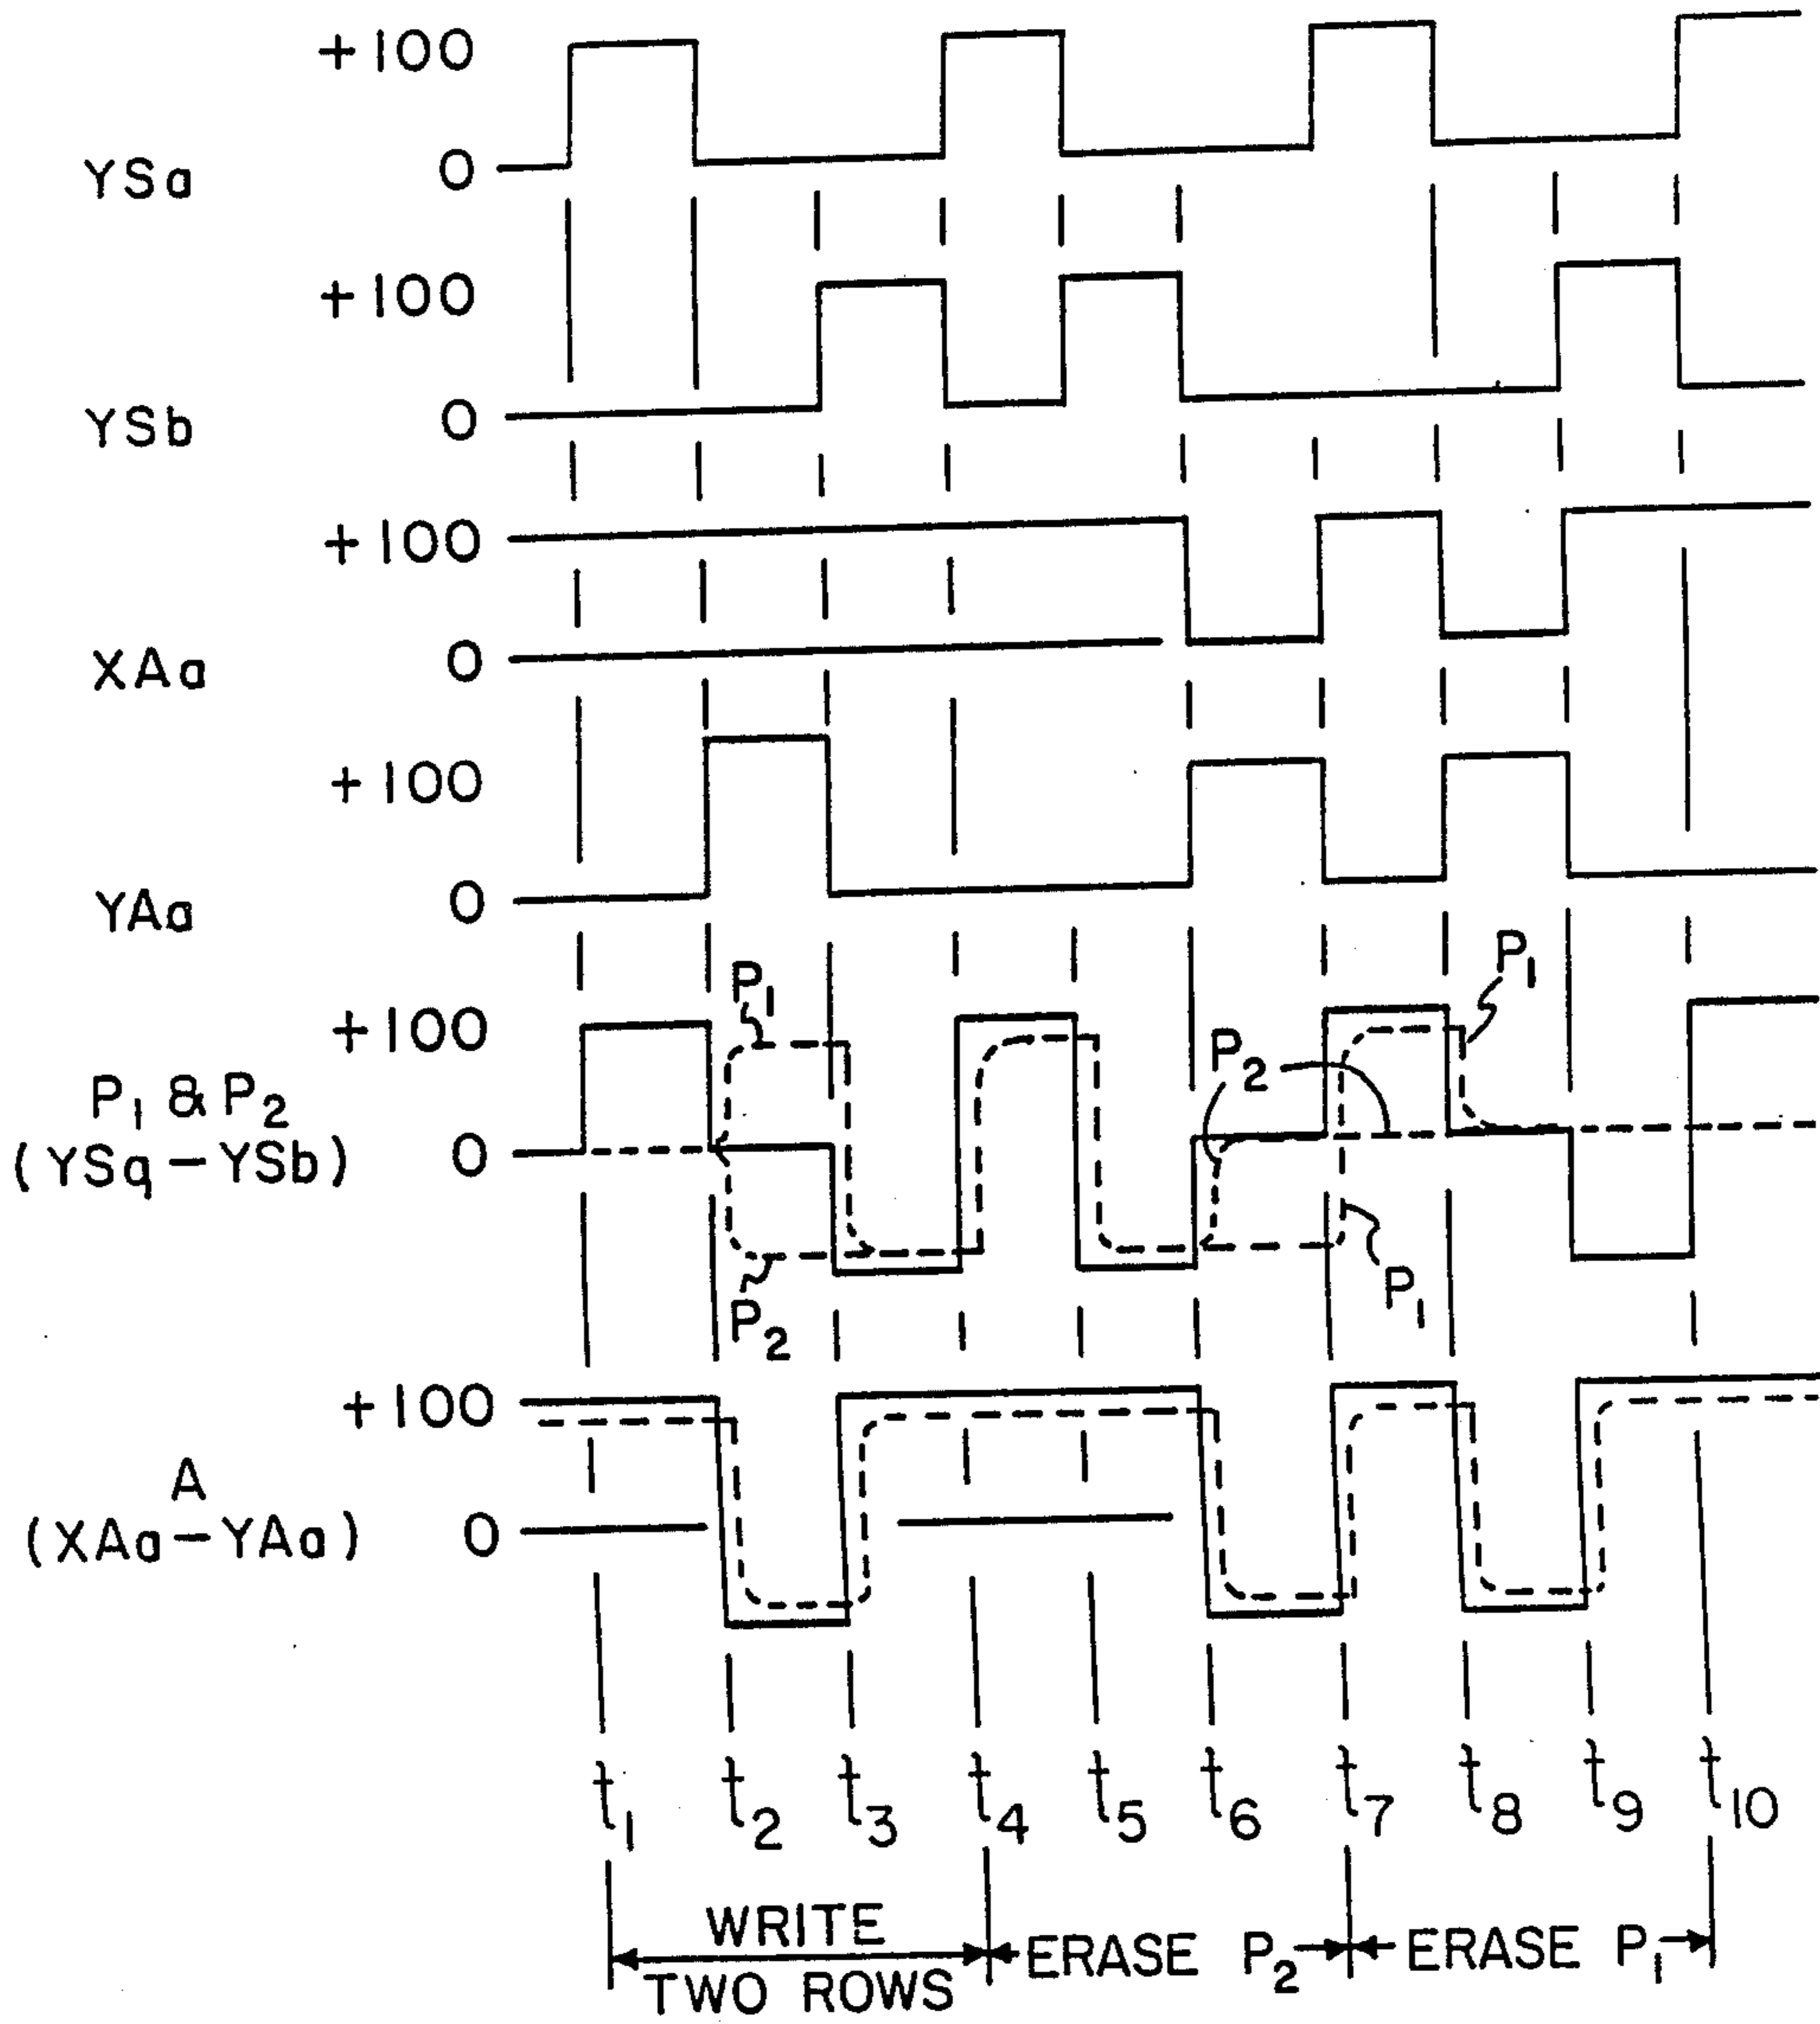 +100
YSa 0
+100
YSb 0
+100
XAa 0
+100
YAa 0
P1
P1
+100
P2
P1 & P2
(YSa — YSb) 0
P1
P2
+100
A
(XAa — YAa) 0
t1 t2 t3 t4 t5 t6 t7 t8 t9 t10
WRITE
TWO ROWS
ERASE P2
ERASE P1